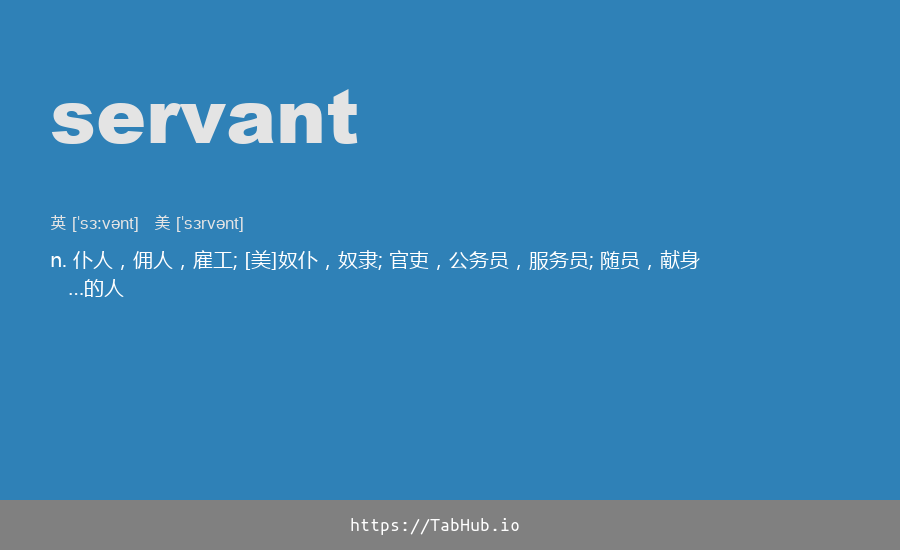 servant
英 [ˈsɜːvənt]   美 [ˈsɜrvənt]
n. 仆人，佣人，雇工; [美]奴仆，奴隶; 官吏，公务员，服务员; 随员，献身
…的人
https://TabHub.io